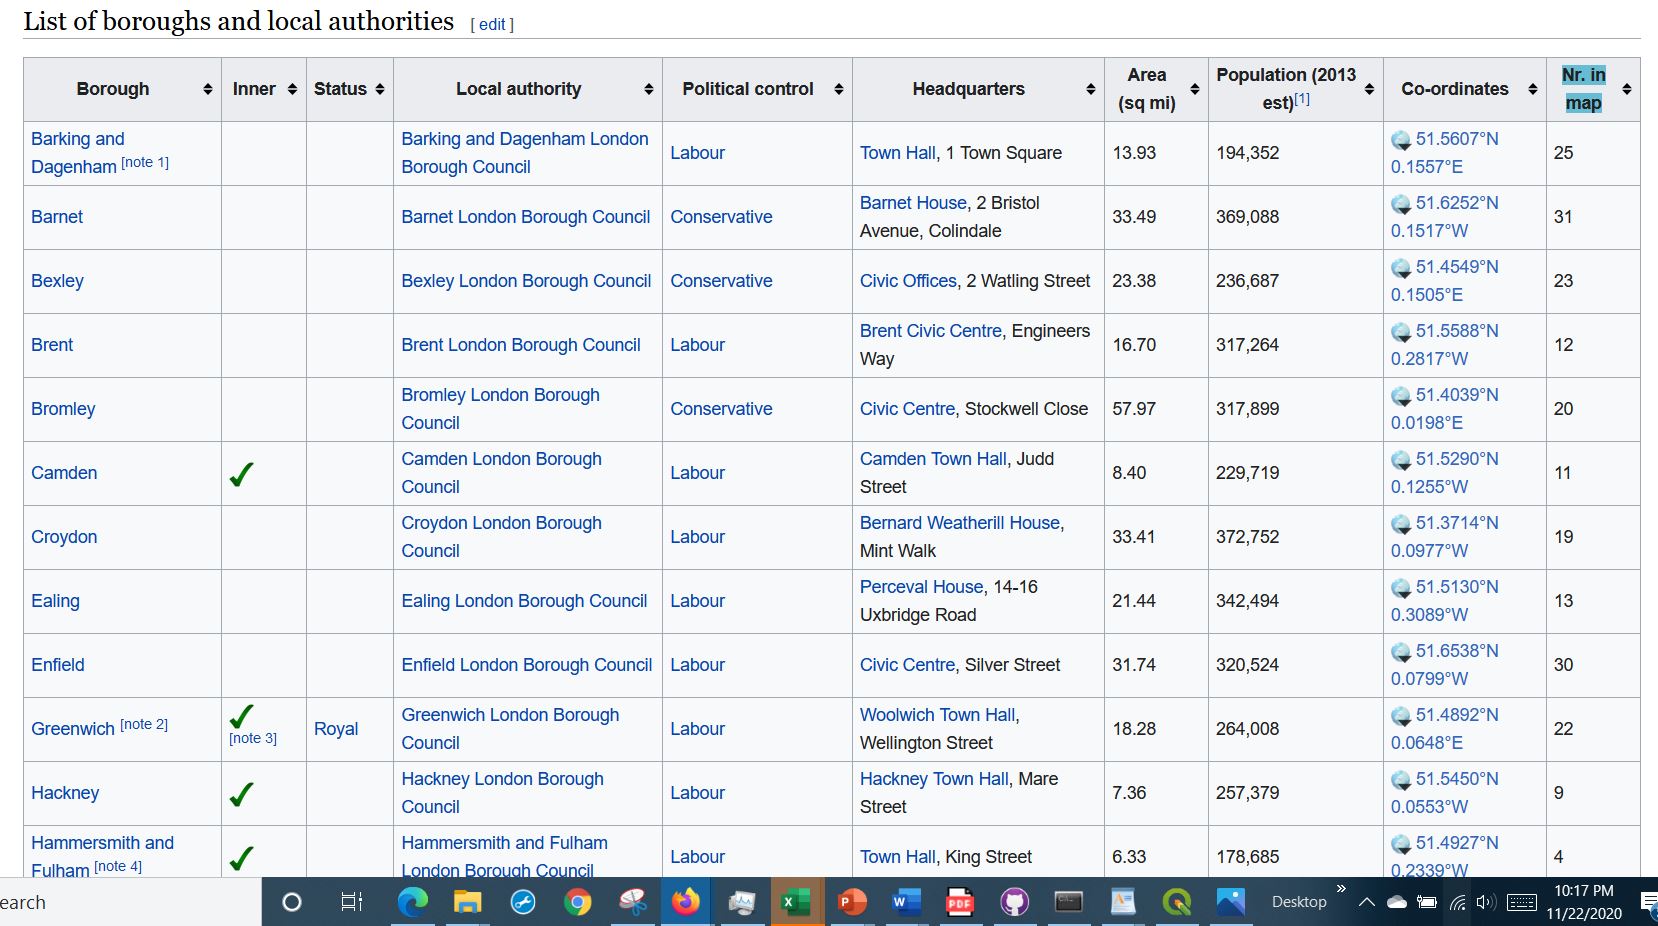 List of boroughs and local authorities [ edit ]
Borough Inner Status Local authority Political control Headquarters Area (sq mi) Population (2013 est)[1] Co-ordinates Nr. in map
Barking and Dagenham [note 1] Barking and Dagenham London Borough Council Labour Town Hall, 1 Town Square 13.93 194,352 51.5607°N 0.1557°E 25
Barnet Barnet London Borough Council Conservative Barnet House, 2 Bristol Avenue, Colindale 33.49 369,088 51.6252°N 0.1517°W 31
Bexley Bexley London Borough Council Conservative Civic Offices, 2 Watling Street 23.38 236,687 51.4549°N 0.1505°E 23
Brent Brent London Borough Council Labour Brent Civic Centre, Engineers Way 16.70 317,264 51.5588°N 0.2817°W 12
Bromley Bromley London Borough Council Conservative Civic Centre, Stockwell Close 57.97 317,899 51.4039°N 0.0198°E 20
Camden ✓ Camden London Borough Council Labour Camden Town Hall, Judd Street 8.40 229,719 51.5290°N 0.1255°W 11
Croydon Croydon London Borough Council Labour Bernard Weatherill House, Mint Walk 33.41 372,752 51.3714°N 0.0977°W 19
Ealing Ealing London Borough Council Labour Perceval House, 14-16 Uxbridge Road 21.44 342,494 51.5130°N 0.3089°W 13
Enfield Enfield London Borough Council Labour Civic Centre, Silver Street 31.74 320,524 51.6538°N 0.0799°W 30
Greenwich [note 2] ✓ [note 3] Royal Greenwich London Borough Council Labour Woolwich Town Hall, Wellington Street 18.28 264,008 51.4892°N 0.0648°E 22
Hackney ✓ Hackney London Borough Council Labour Hackney Town Hall, Mare Street 7.36 257,379 51.5450°N 0.0553°W 9
Hammersmith and Fulham [note 4] ✓ Hammersmith and Fulham London Borough Council Labour Town Hall, King Street 6.33 178,685 51.4927°N 0.2339°W 4
earch Desktop 10:17 PM
11/22/2020